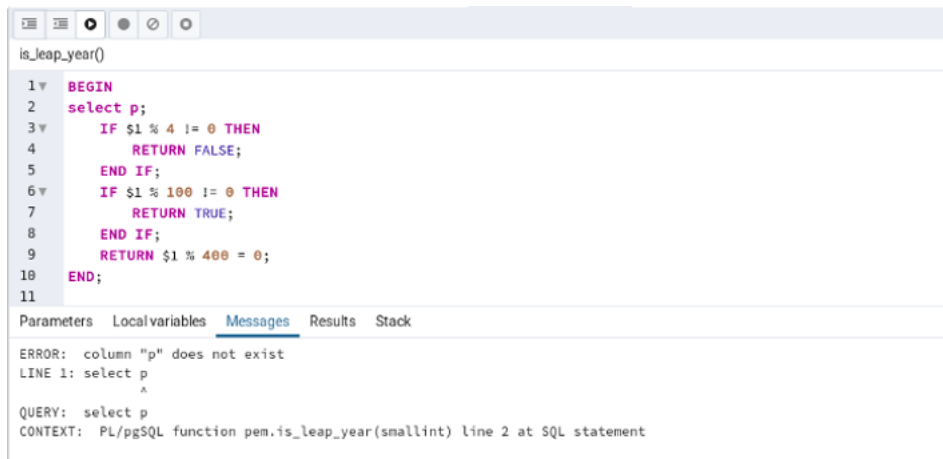 is_leap_year()
1 BEGIN
2 select p;
3 IF $1 % 4 != 0 THEN
4 RETURN FALSE;
5 END IF;
6 IF $1 % 100 != 0 THEN
7 RETURN TRUE;
8 END IF;
9 RETURN $1 % 400 = 0;
10 END;
11
Parameters Local variables Messages Results Stack
ERROR:  column "p" does not exist
LINE 1: select p
^
QUERY:  select p
CONTEXT:  PL/pgSQL function pem.is_leap_year(smallint) line 2 at SQL statement